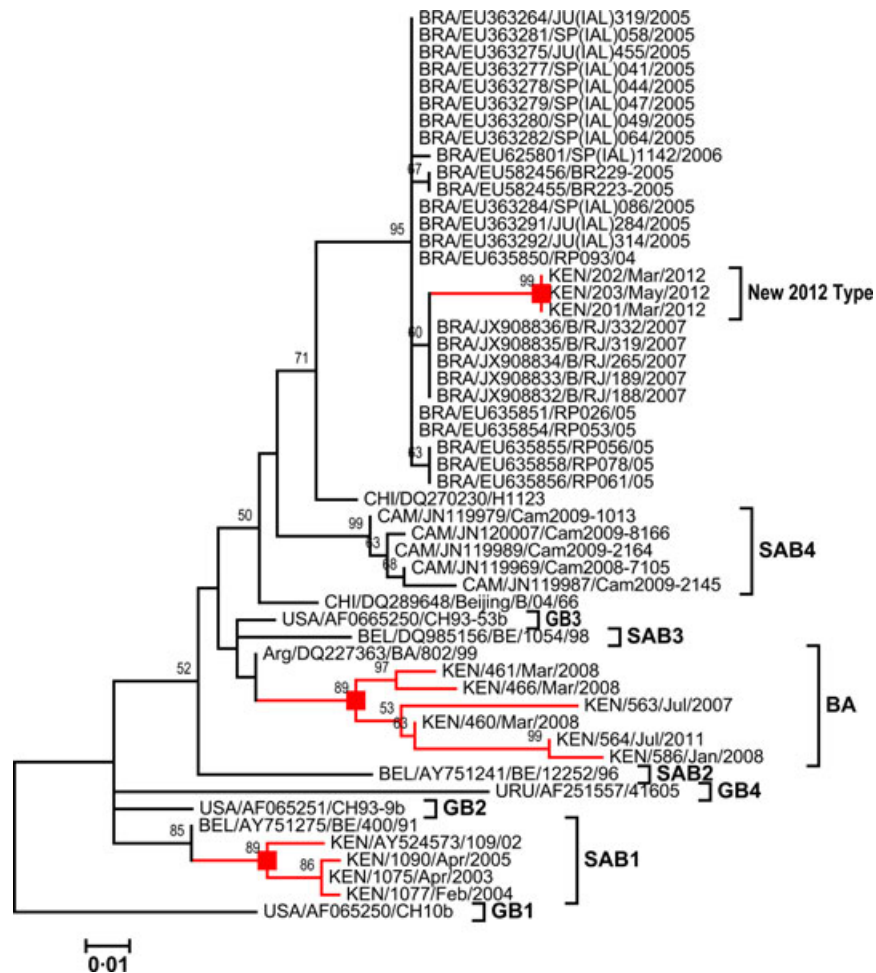 BRA/EU363264/JU(IAL)319/2005
BRA/EU363281/SP(IAL)058/2005
BRA/EU363275/JU(IAL)455/2005
BRA/EU363277/SP(IAL)041/2005
BRA/EU363278/SP(IAL)044/2005
BRA/EU363279/SP(IAL)047/2005
BRA/EU363280/SP(IAL)049/2005
BRA/EU363282/SP(IAL)064/2005
BRA/EU625801/SP(IAL)1142/2006
67
BRA/EU582456/BR229-2005
BRA/EU582455/BR223-2005
BRA/EU363284/SP(IAL)086/2005
BRA/EU363291/JU(IAL)284/2005
95
BRA/EU363292/JU(IAL)314/2005
BRA/EU635850/RP093/04
99
KEN/202/Mar/2012
KEN/203/May/2012
New 2012 Type
KEN/201/Mar/2012
60
BRA/JX908836/B/RJ/332/2007
BRA/JX908835/B/RJ/319/2007
71
BRA/JX908834/B/RJ/265/2007
BRA/JX908833/B/RJ/189/2007
BRA/JX908832/B/RJ/188/2007
BRA/EU635851/RP026/05
BRA/EU635854/RP053/05
63
BRA/EU635855/RP056/05
BRA/EU635858/RP078/05
BRA/EU635856/RP061/05
CHI/DQ270230/H1123
50
99
CAM/JN119979/Cam2009-1013
CAM/JN120007/Cam2009-8166
63
CAM/JN119989/Cam2009-2164
SAB4
68
CAM/JN119969/Cam2008-7105
CAM/JN119987/Cam2009-2145
CHI/DQ289648/Beijing/B/04/66
USA/AF0665250/CH93-53b
GB3
BEL/DQ985156/BE/1054/98
SAB3
Arg/DQ227363/BA/802/99
52
97
KEN/461/Mar/2008
89
KEN/466/Mar/2008
BA
53
KEN/563/Jul/2007
63
KEN/460/Mar/2008
99
KEN/564/Jul/2011
KEN/586/Jan/2008
BEL/AY751241/BE/12252/96
SAB2
URU/AF251557/41605
GB4
USA/AF065251/CH93-9b
GB2
85
BEL/AY751275/BE/400/91
89
KEN/AY524573/109/02
86
KEN/1090/Apr/2005
SAB1
KEN/1075/Apr/2003
KEN/1077/Feb/2004
USA/AF065250/CH10b
GB1
0·01